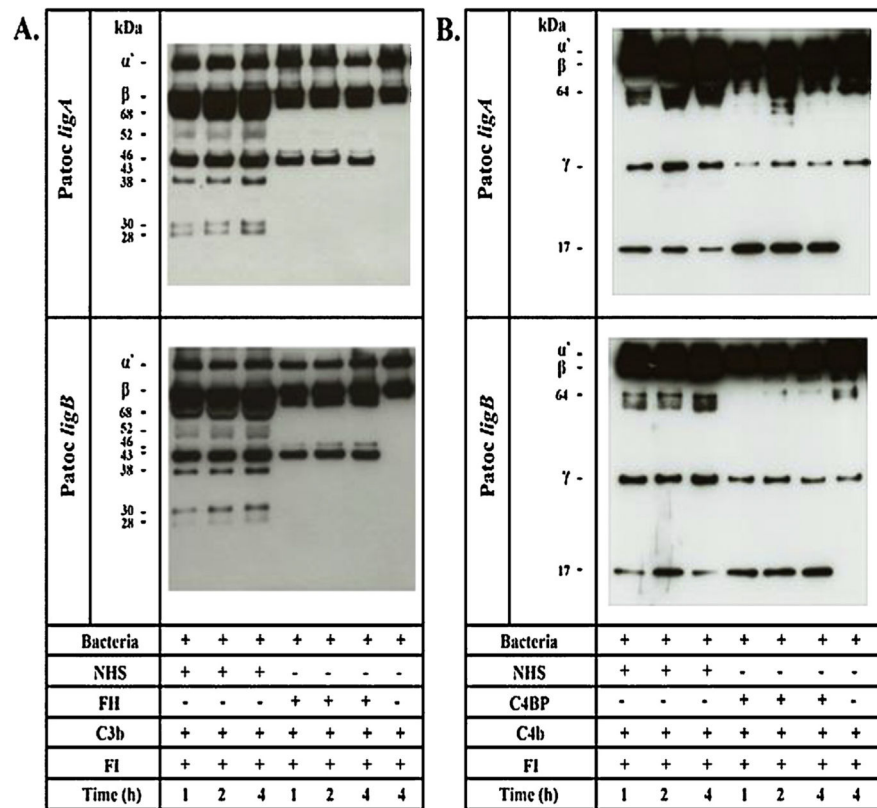 A.
kDa
Patoc ligA
α' -
β -
68 -
52 -
46 -
43 -
38 -
30 -
28 -
Patoc ligB
α' -
β -
68 -
52 -
46 -
43 -
38 -
30 -
28 -
Bacteria + + + + + + +
NHS + + + - - - -
FH - - - + + + -
C3b + + + + + + +
FI + + + + + + +
Time (h) 1 2 4 1 2 4 4
B.
kDa
Patoc ligA
α' -
β -
64 -
γ -
17 -
Patoc ligB
α' -
β -
64 -
γ -
17 -
Bacteria + + + + + + +
NHS + + + - - - -
C4BP - - - + + + -
C4b + + + + + + +
FI + + + + + + +
Time (h) 1 2 4 1 2 4 4